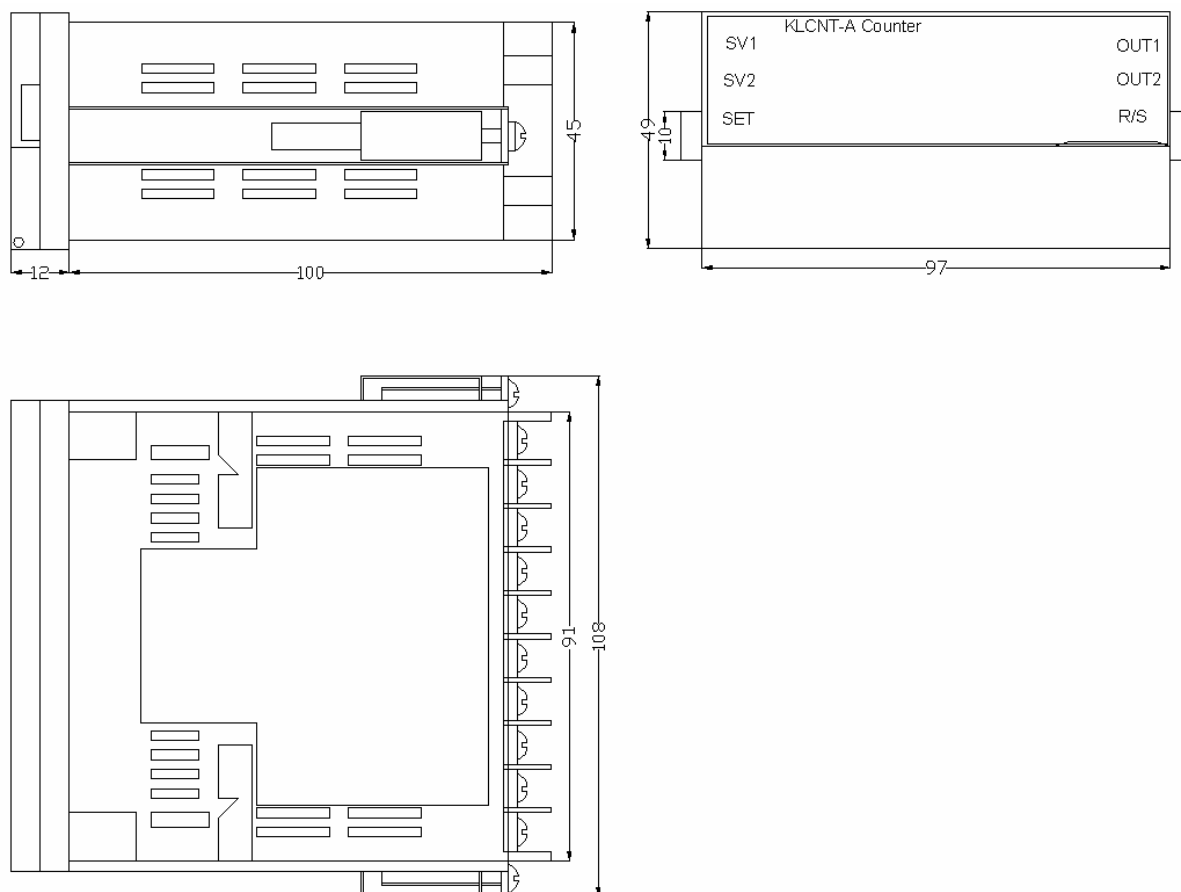 45
12
100
KLCNT-A Counter
SV1
OUT1
SV2
OUT2
SET
R/S
49
10
97
91
108